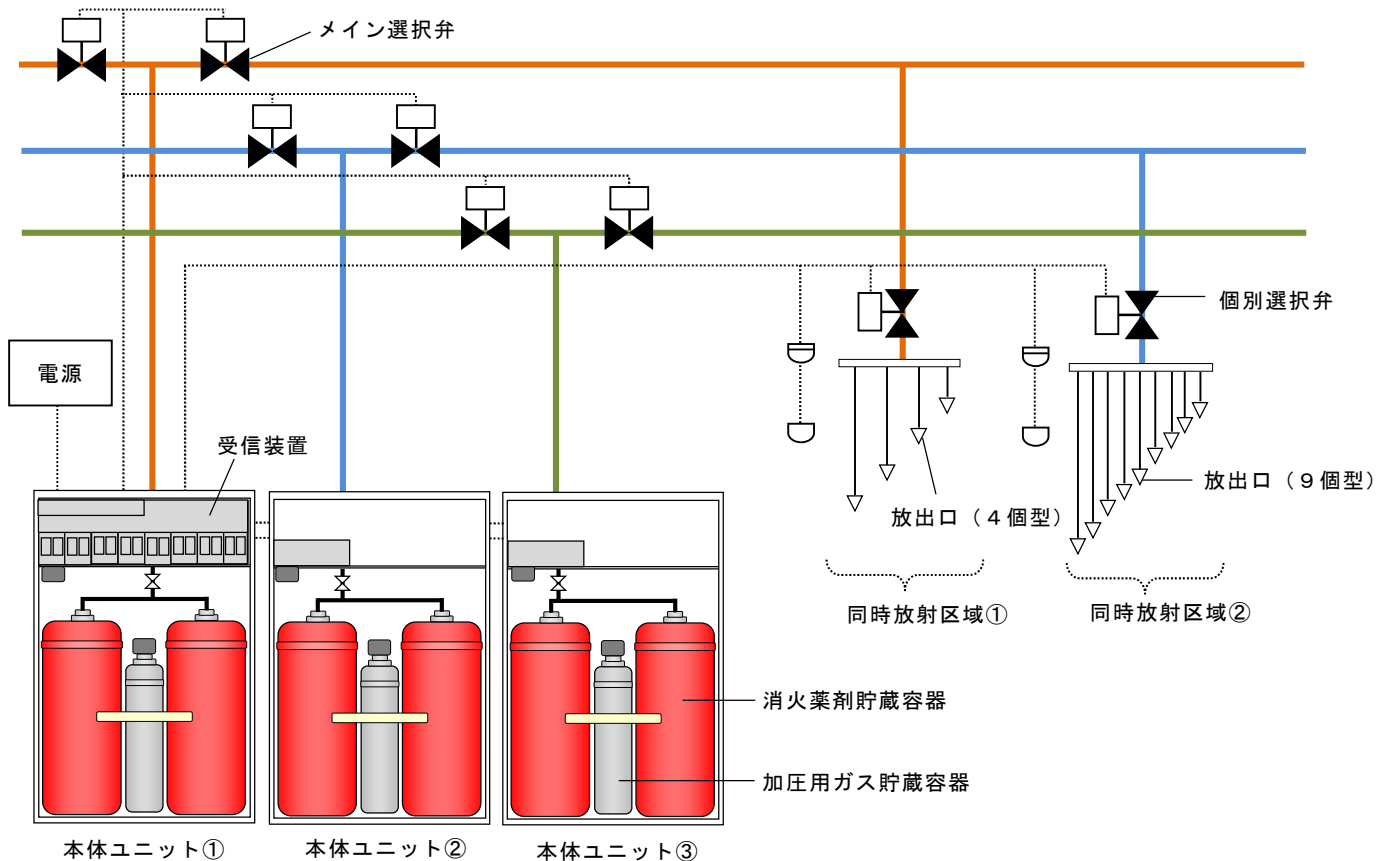 メイン選択弁
個別選択弁
電源
受信装置
放出口（９個型）
放出口（４個型）
同時放射区域①
同時放射区域②
消火薬剤貯蔵容器
加圧用ガス貯蔵容器
本体ユニット①
本体ユニット②
本体ユニット③